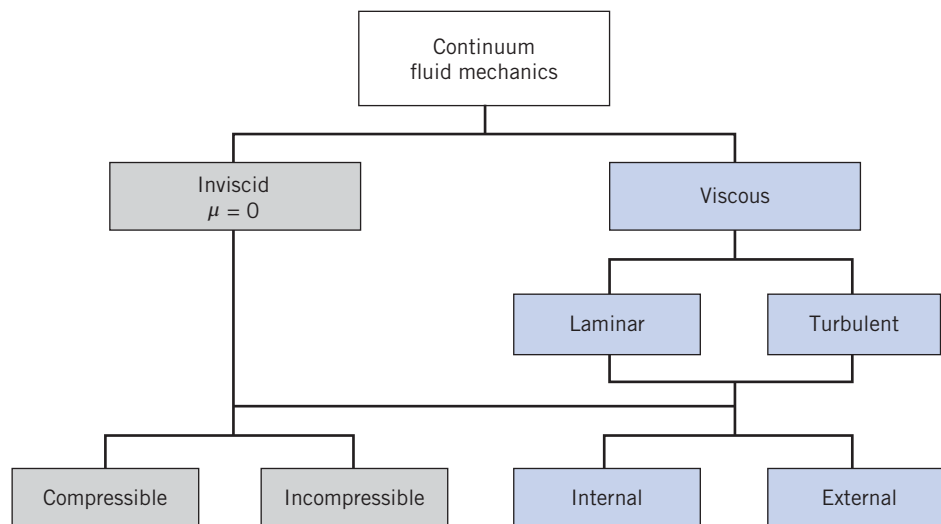 Continuum
fluid mechanics
Inviscid
μ = 0
Viscous
Laminar
Turbulent
Compressible
Incompressible
Internal
External